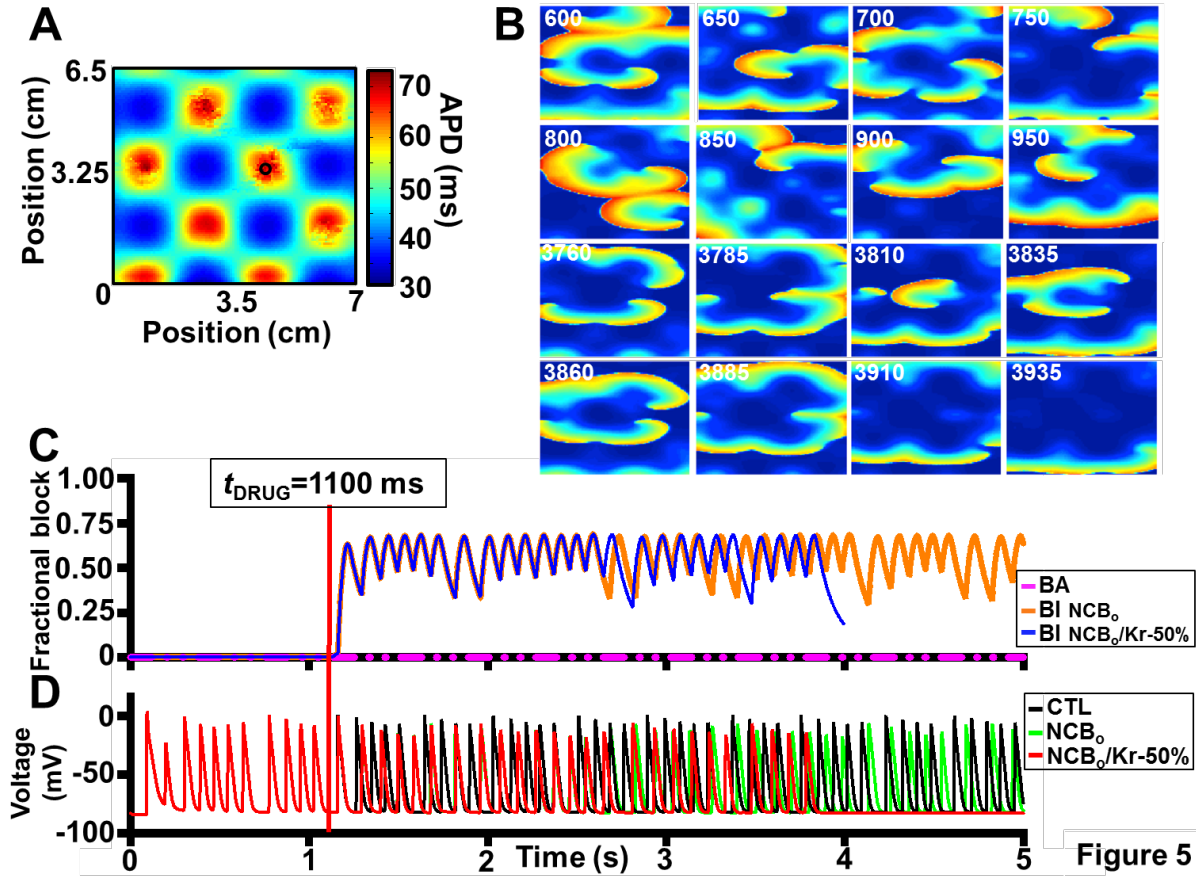 A
6.5
3.25
0
3.5
7
Position (cm)
Position (cm)
70
60
50
40
30
APD (ms)
B
600
650
700
750
800
850
900
950
3760
3785
3810
3835
3860
3885
3910
3935
C
tDRUG=1100 ms
Fractional block
1.00
0.75
0.50
0.25
0
BA
BI NCBo
BI NCBo/Kr-50%
D
Voltage
(mV)
0
-50
-100
CTL
NCBo
NCBo/Kr-50%
0
1
2
3
4
5
Time (s)
Figure 5